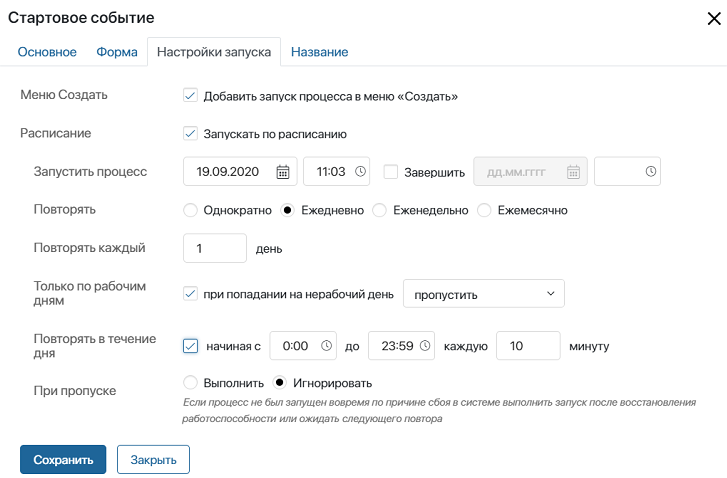 Стартовое событие
Основное Форма Настройки запуска Название
Меню Создать Добавить запуск процесса в меню «Создать»
Расписание Запускать по расписанию
Запустить процесс 19.09.2020 11:03 Завершить дд.мм.гггг
Повторять Однократно Ежедневно Еженедельно Ежемесячно
Повторять каждый 1 день
Только по рабочим
дням при попадании на нерабочий день пропустить
Повторять в течение
дня начиная с 0:00 до 23:59 каждую 10 минуту
При пропуске Выполнить Игнорировать
Если процесс не был запущен вовремя по причине сбоя в системе выполнить запуск после восстановления
работоспособности или ожидать следующего повтора
Сохранить Закрыть